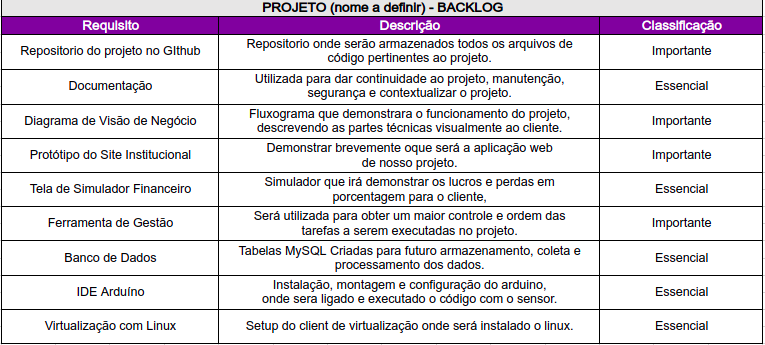 PROJETO (nome a definir) - BACKLOG
Requisito Descrição Classificação
Repositorio do projeto no GIthub
Repositorio onde serão armazenados todos os arquivos de
código pertinentes ao projeto.
Importante
Documentação
Utilizada para dar continuidade ao projeto, manutenção,
segurança e contextualizar o projeto.
Essencial
Diagrama de Visão de Negócio
Fluxograma que demonstrara o funcionamento do projeto,
descrevendo as partes técnicas visualmente ao cliente.
Importante
Protótipo do Site Institucional
Demonstrar brevemente oque será a aplicação web
de nosso projeto.
Importante
Tela de Simulador Financeiro
Simulador que irá demonstrar os lucros e perdas em
porcentagem para o cliente,
Essencial
Ferramenta de Gestão
Será utilizada para obter um maior controle e ordem das
tarefas a serem executadas no projeto.
Importante
Banco de Dados
Tabelas MySQL Criadas para futuro armazenamento, coleta e
processamento dos dados.
Essencial
IDE Arduíno
Instalação, montagem e configuração do arduino,
onde sera ligado e executado o código com o sensor.
Essencial
Virtualização com Linux
Setup do client de virtualização onde será instalado o linux.
Essencial